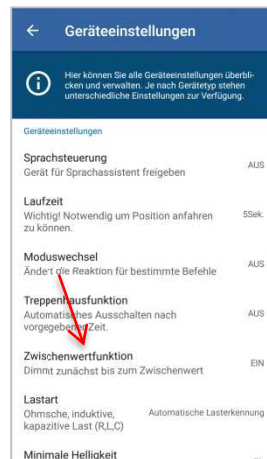 Geräteeinstellungen
Hier können Sie alle Geräteeinstellungen überbli-
cken und verwalten. Je nach Gerätetyp stehen
unterschiedliche Einstellungen zur Verfügung.
Geräteeinstellungen
Sprachsteuerung
Gerät für Sprachassistent freigeben
AUS
Laufzeit
Wichtig! Notwendig um Position anfahren
zu können.
5Sek.
Moduswechsel
Ändert die Reaktion für bestimmte Befehle
AUS
Treppenhausfunktion
Automatisches Ausschalten nach
vorgegebener Zeit.
AUS
Zwischenwertfunktion
Dimmt zunächst bis zum Zwischenwert
EIN
Lastart
Ohmsche, induktive,
kapazitive Last (R,L,C)
Automatische Lasterkennung
Minimale Helligkeit